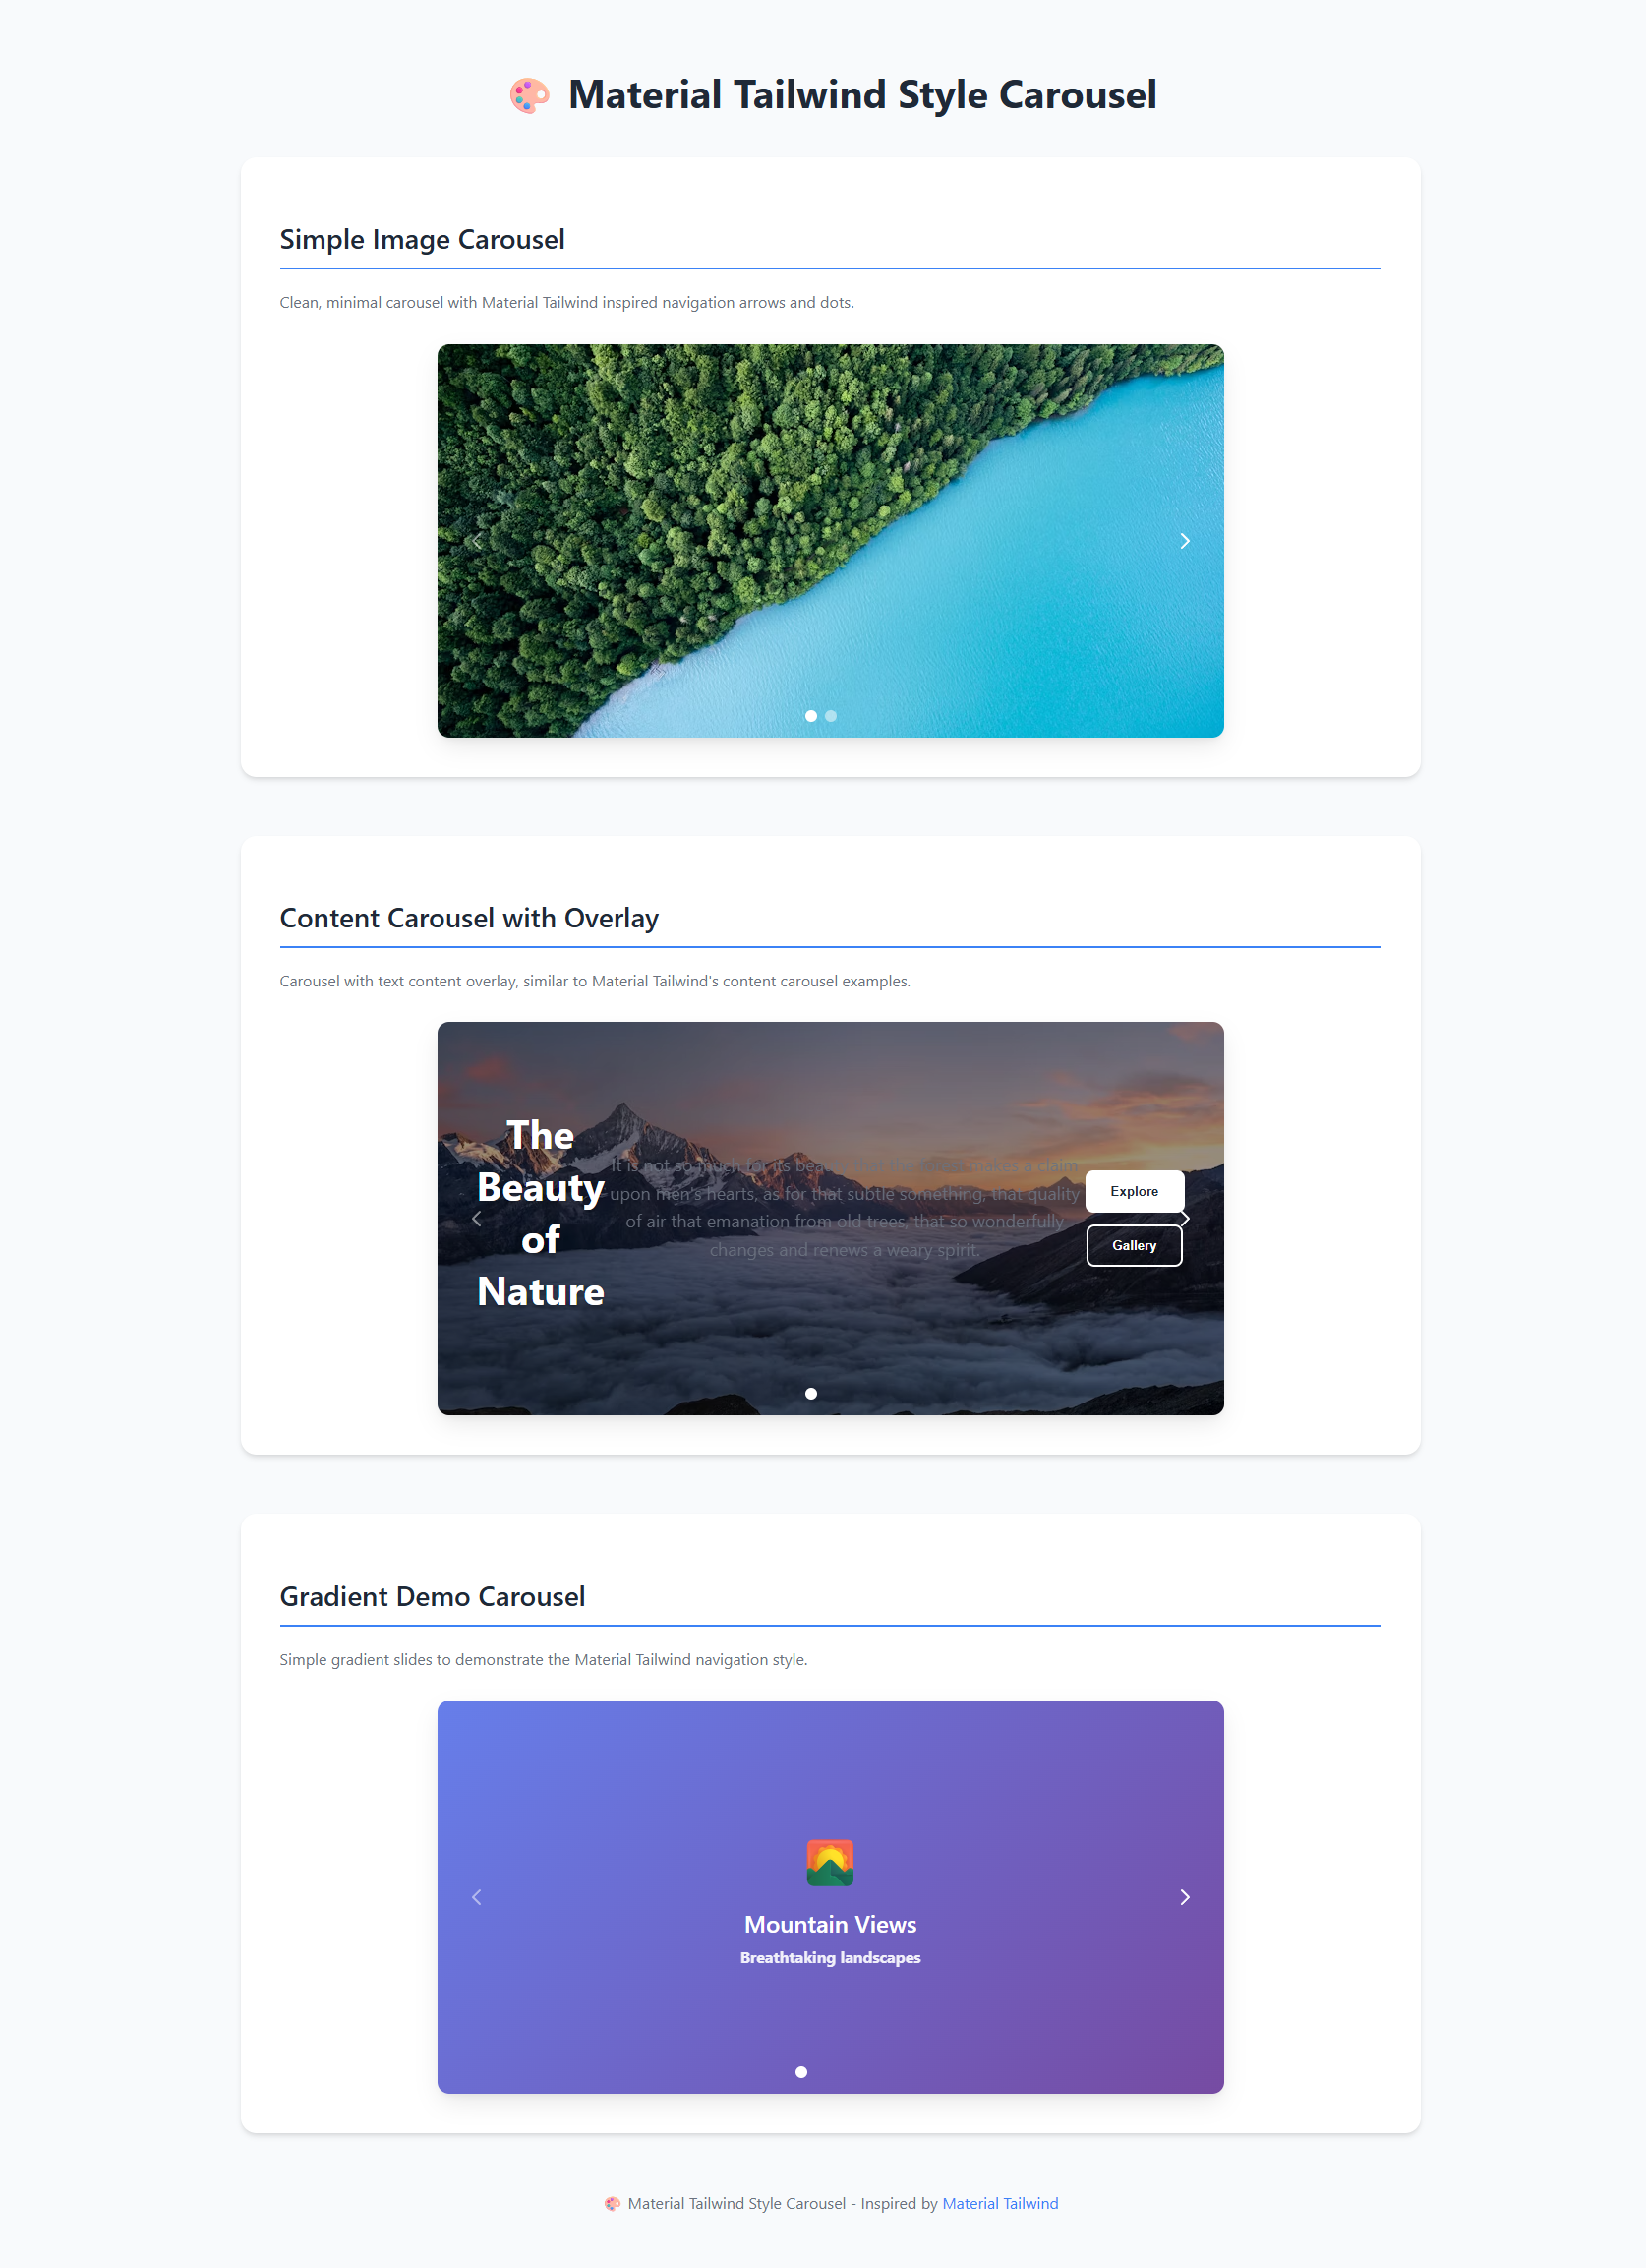 Material Tailwind Style Carousel
Simple Image Carousel
Clean, minimal carousel with Material Tailwind inspired navigation arrows and dots.
Content Carousel with Overlay
Carousel with text content overlay, similar to Material Tailwind's content carousel examples.
The
Beauty
of
Nature
It is not so much for its beauty that the forest makes a claim
upon men's hearts, as for that subtle something, that quality
of air that emanation from old trees, that so wonderfully
changes and renews a weary spirit.
Explore
Gallery
Gradient Demo Carousel
Simple gradient slides to demonstrate the Material Tailwind navigation style.
Mountain Views
Breathtaking landscapes
Material Tailwind Style Carousel - Inspired by Material Tailwind